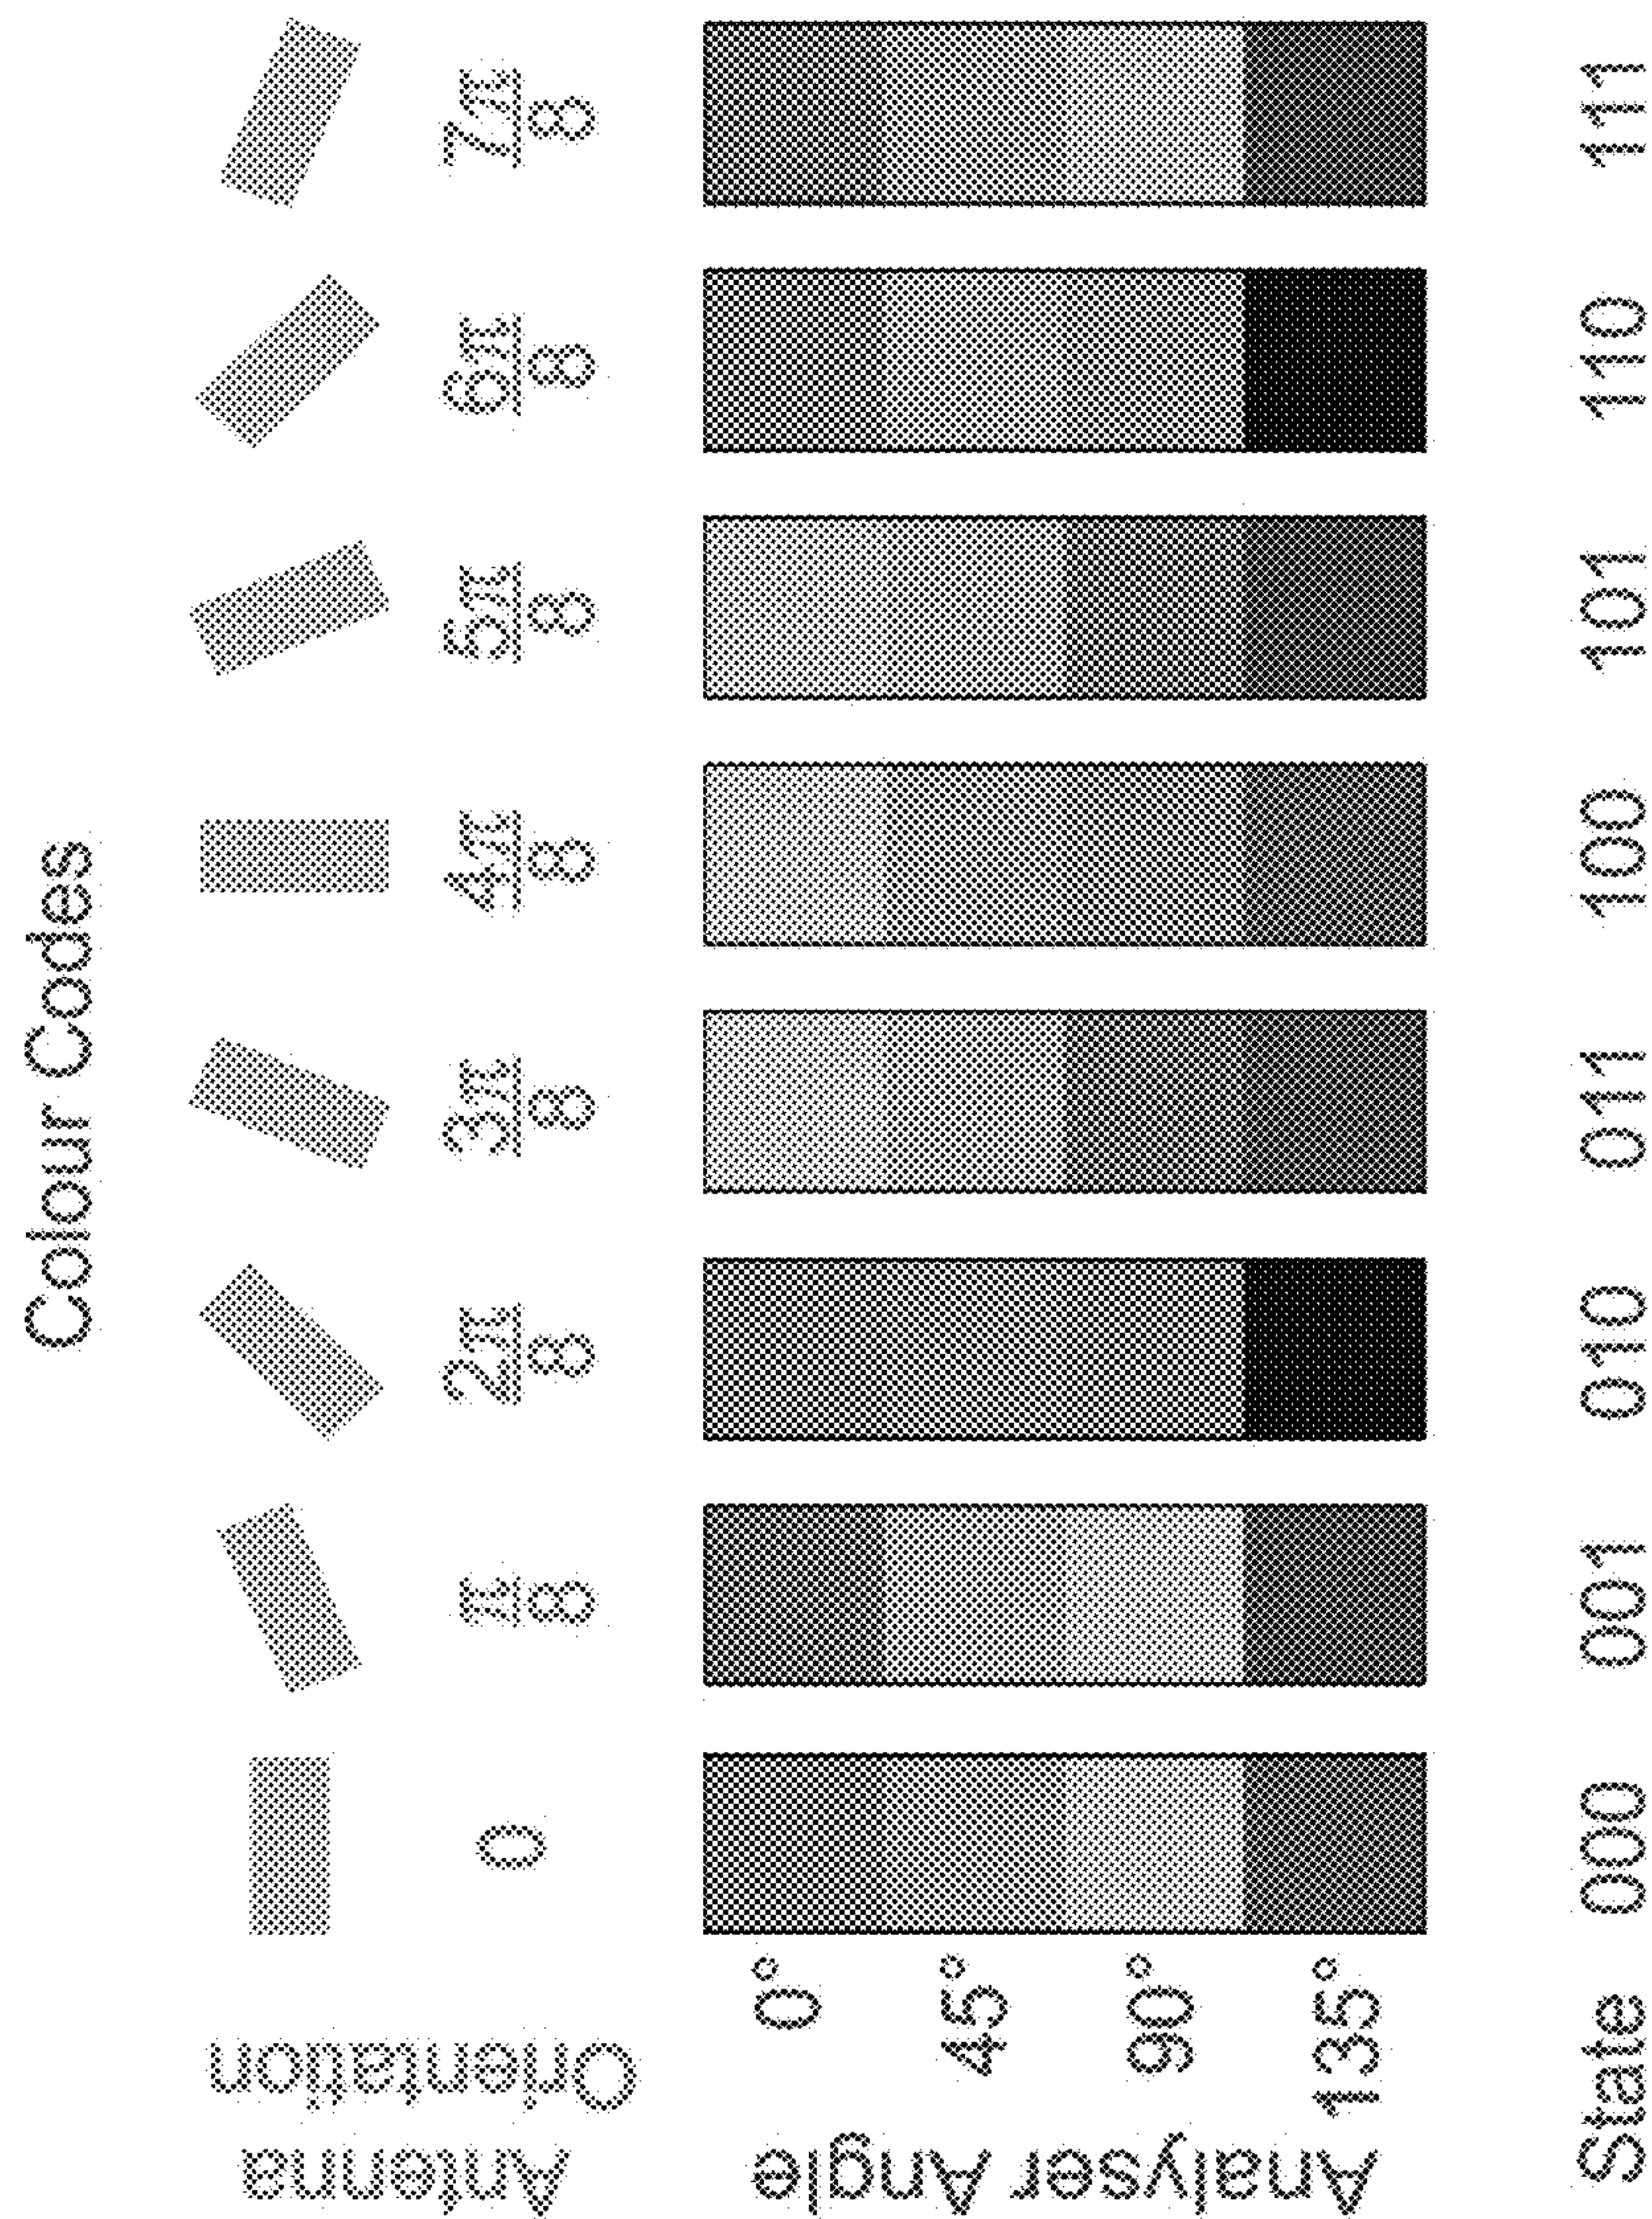 Colour Codes
Antenna
Orientation
0
π/8
2π/8
3π/8
4π/8
5π/8
6π/8
7π/8
Analyser Angle
0°
45°
90°
135°
State 000 001 010 011 100 101 110 111